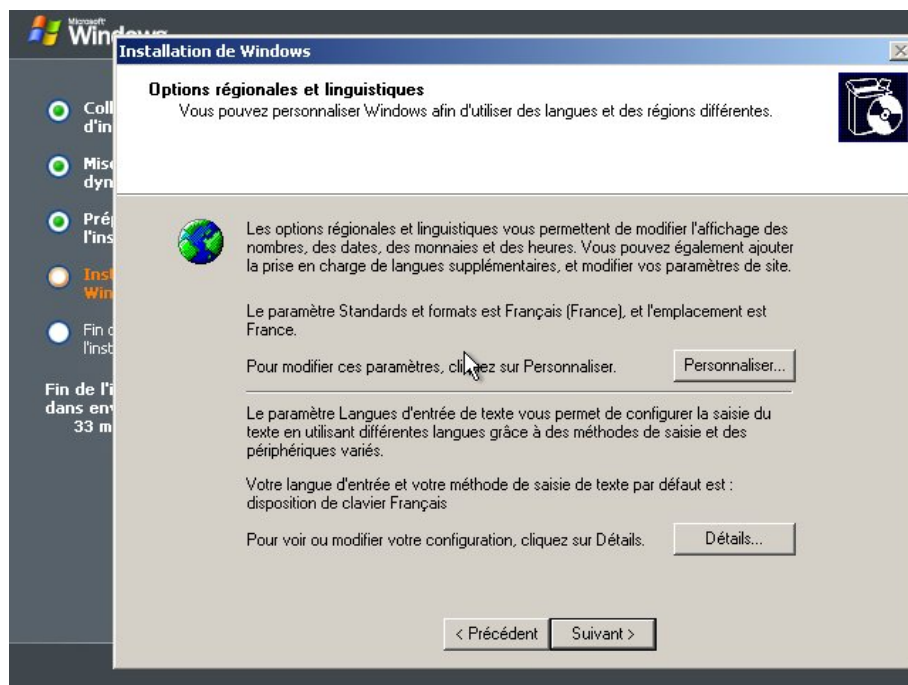 Microsoft
Windows
Installation de Windows
Options régionales et linguistiques
Vous pouvez personnaliser Windows afin d'utiliser des langues et des régions différentes.
Coll
d'in
Mise
dyn
Prép
l'ins
Inst
Win
Fin d
l'inst
Fin de l'i
dans env
33 m
Les options régionales et linguistiques vous permettent de modifier l'affichage des
nombres, des dates, des monnaies et des heures. Vous pouvez également ajouter
la prise en charge de langues supplémentaires, et modifier vos paramètres de site.
Le paramètre Standards et formats est Français (France), et l'emplacement est
France.
Pour modifier ces paramètres, cliquez sur Personnaliser.
Personnaliser...
Le paramètre Langues d'entrée de texte vous permet de configurer la saisie du
texte en utilisant différentes langues grâce à des méthodes de saisie et des
périphériques variés.
Votre langue d'entrée et votre méthode de saisie de texte par défaut est :
disposition de clavier Français
Pour voir ou modifier votre configuration, cliquez sur Détails.
Détails...
< Précédent
Suivant >